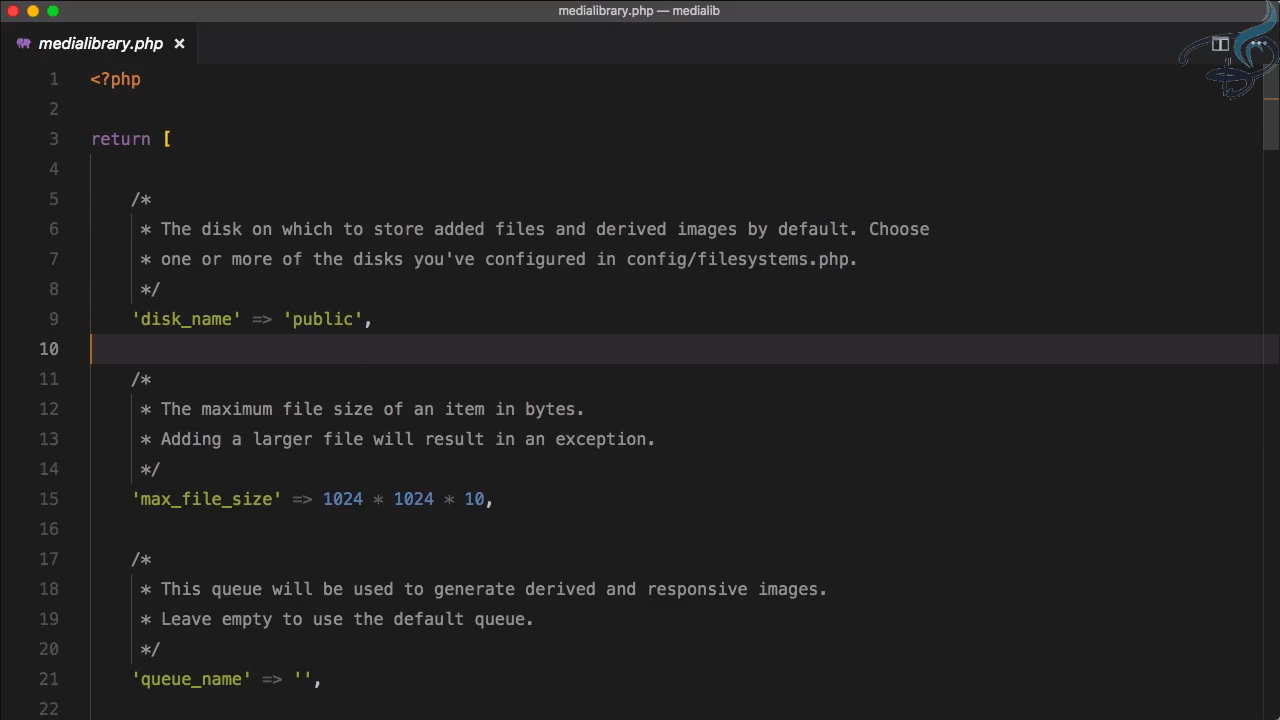 medialibrary.php — medialib
medialibrary.php ×
1 <?php
2
3 return [
4
5     /*
6      * The disk on which to store added files and derived images by default. Choose
7      * one or more of the disks you've configured in config/filesystems.php.
8      */
9     'disk_name' => 'public',
10
11     /*
12      * The maximum file size of an item in bytes.
13      * Adding a larger file will result in an exception.
14      */
15     'max_file_size' => 1024 * 1024 * 10,
16
17     /*
18      * This queue will be used to generate derived and responsive images.
19      * Leave empty to use the default queue.
20      */
21     'queue_name' => '',
22